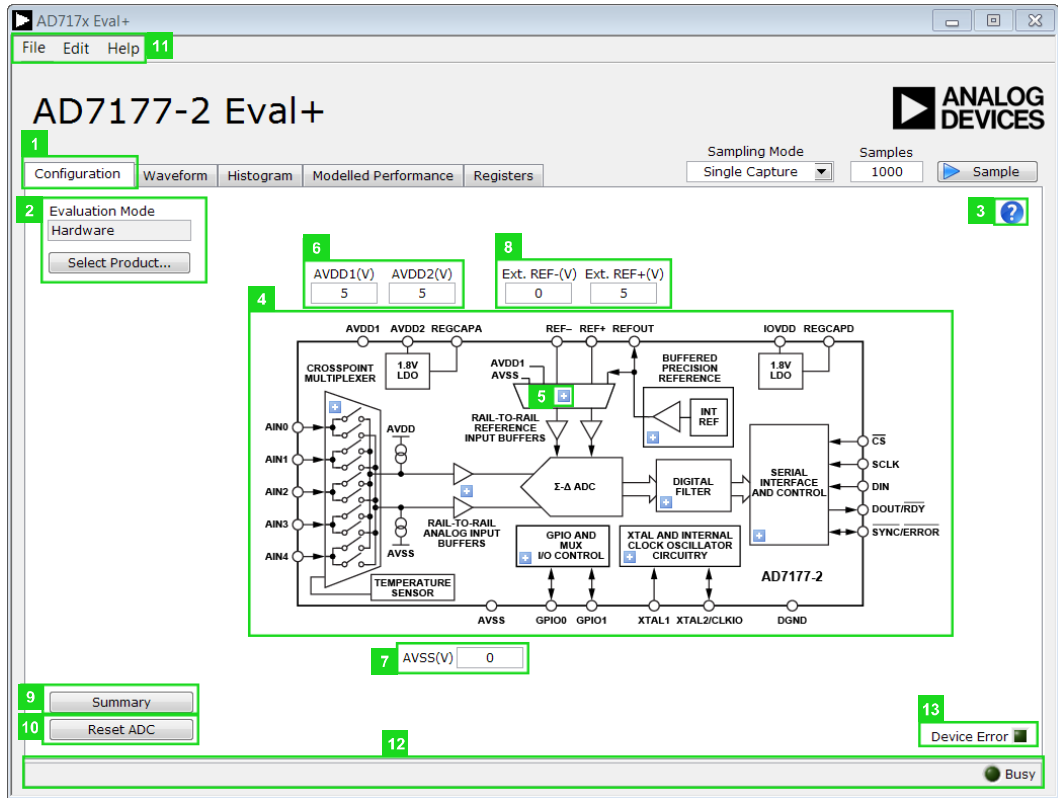 AD717x Eval+
File Edit Help 11
AD7177-2 Eval+
ANALOG
DEVICES
1
Sampling Mode Samples
Configuration Waveform Histogram Modelled Performance Registers
Single Capture 1000 Sample
2 Evaluation Mode
Hardware
Select Product...
3 ?
6 8
AVDD1(V) AVDD2(V) Ext. REF-(V) Ext. REF+(V)
5 5 0 5
4
AVDD1 AVDD2 REGCAPA REF– REF+ REFOUT IOVDD REGCAPD
CROSSPOINT
MULTIPLEXER
1.8V
LDO
AVDD1
AVSS
BUFFERED
PRECISION
REFERENCE
1.8V
LDO
5
INT
REF
RAIL-TO-RAIL
REFERENCE
INPUT BUFFERS
AVDD
AIN0
AIN1
AIN2
AIN3
AIN4
Σ-Δ ADC
DIGITAL
FILTER
SERIAL
INTERFACE
AND CONTROL
CS
SCLK
DIN
DOUT/RDY
SYNC/ERROR
RAIL-TO-RAIL
ANALOG INPUT
BUFFERS
AVSS
GPIO AND
MUX
I/O CONTROL
XTAL AND INTERNAL
CLOCK OSCILLATOR
CIRCUITRY
TEMPERATURE
SENSOR
AD7177-2
AVSS GPIO0 GPIO1 XTAL1 XTAL2/CLKIO DGND
7 AVSS(V) 0
9 Summary
10 Reset ADC
13
Device Error
12
Busy